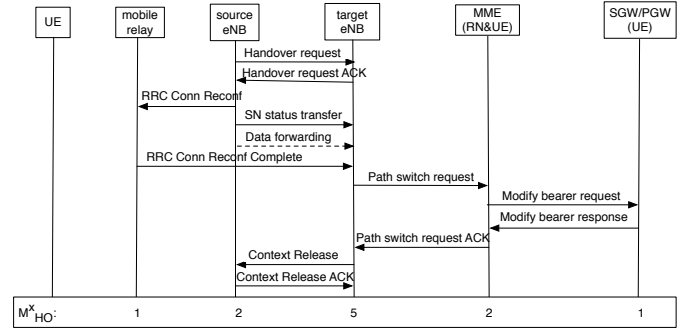 UE
mobile
relay
source
eNB
target
eNB
MME
(RN&UE)
SGW/PGW
(UE)
Handover request
Handover request ACK
RRC Conn Reconf
SN status transfer
Data forwarding
RRC Conn Reconf Complete
Path switch request
Modify bearer request
Modify bearer response
Path switch request ACK
Context Release
Context Release ACK
M^X_HO: 1 2 5 2 1